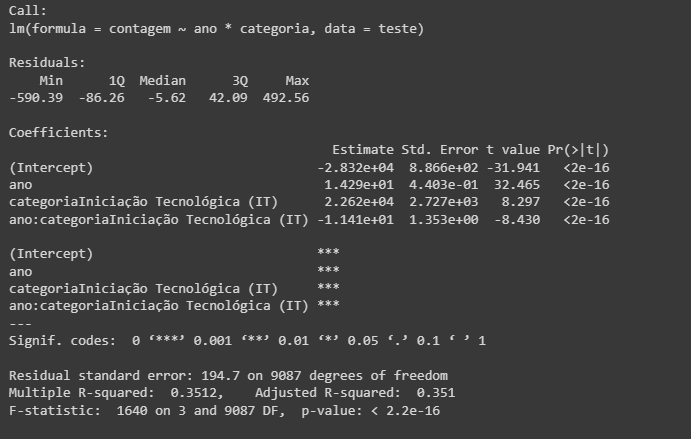 Call:
lm(formula = contagem ~ ano * categoria, data = teste)
Residuals:
Min 1Q Median 3Q Max
-590.39 -86.26 -5.62 42.09 492.56
Coefficients:
Estimate Std. Error t value Pr(>|t|)
(Intercept) -2.832e+04 8.866e+02 -31.941 <2e-16
ano 1.429e+01 4.403e-01 32.465 <2e-16
categoriaIniciação Tecnológica (IT) 2.262e+04 2.727e+03 8.297 <2e-16
ano:categoriaIniciação Tecnológica (IT) -1.141e+01 1.353e+00 -8.430 <2e-16
(Intercept) ***
ano ***
categoriaIniciação Tecnológica (IT) ***
ano:categoriaIniciação Tecnológica (IT) ***
---
Signif. codes: 0 ‘***’ 0.001 ‘**’ 0.01 ‘*’ 0.05 ‘.’ 0.1 ‘ ’ 1
Residual standard error: 194.7 on 9087 degrees of freedom
Multiple R-squared: 0.3512, Adjusted R-squared: 0.351
F-statistic: 1640 on 3 and 9087 DF, p-value: < 2.2e-16